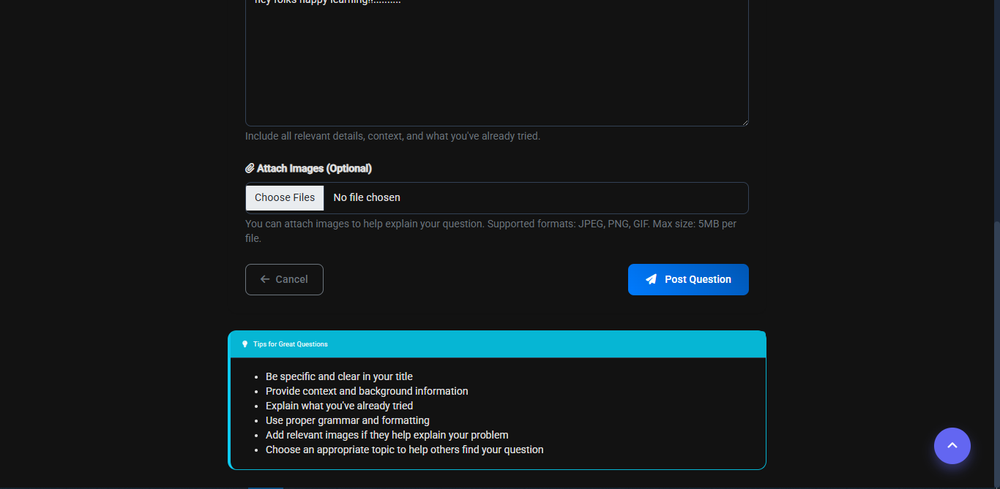 hey folks happy learning!!..........
Include all relevant details, context, and what you've already tried.
Attach Images (Optional)
Choose Files No file chosen
You can attach images to help explain your question. Supported formats: JPEG, PNG, GIF. Max size: 5MB per
file.
Cancel
Post Question
Tips for Great Questions
Be specific and clear in your title
Provide context and background information
Explain what you've already tried
Use proper grammar and formatting
Add relevant images if they help explain your problem
Choose an appropriate topic to help others find your question